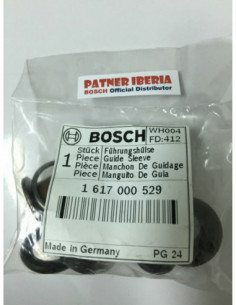 PATNER IBERIA
BOSCH Official Distributor
BOSCH
WH004
FD:412
1
Stück Führungshülse
Piece Guide Sleeve
Pièce Manchon De Guidage
Pieza Manguito De Guia
1 617 000 529
Made in Germany
PG 24